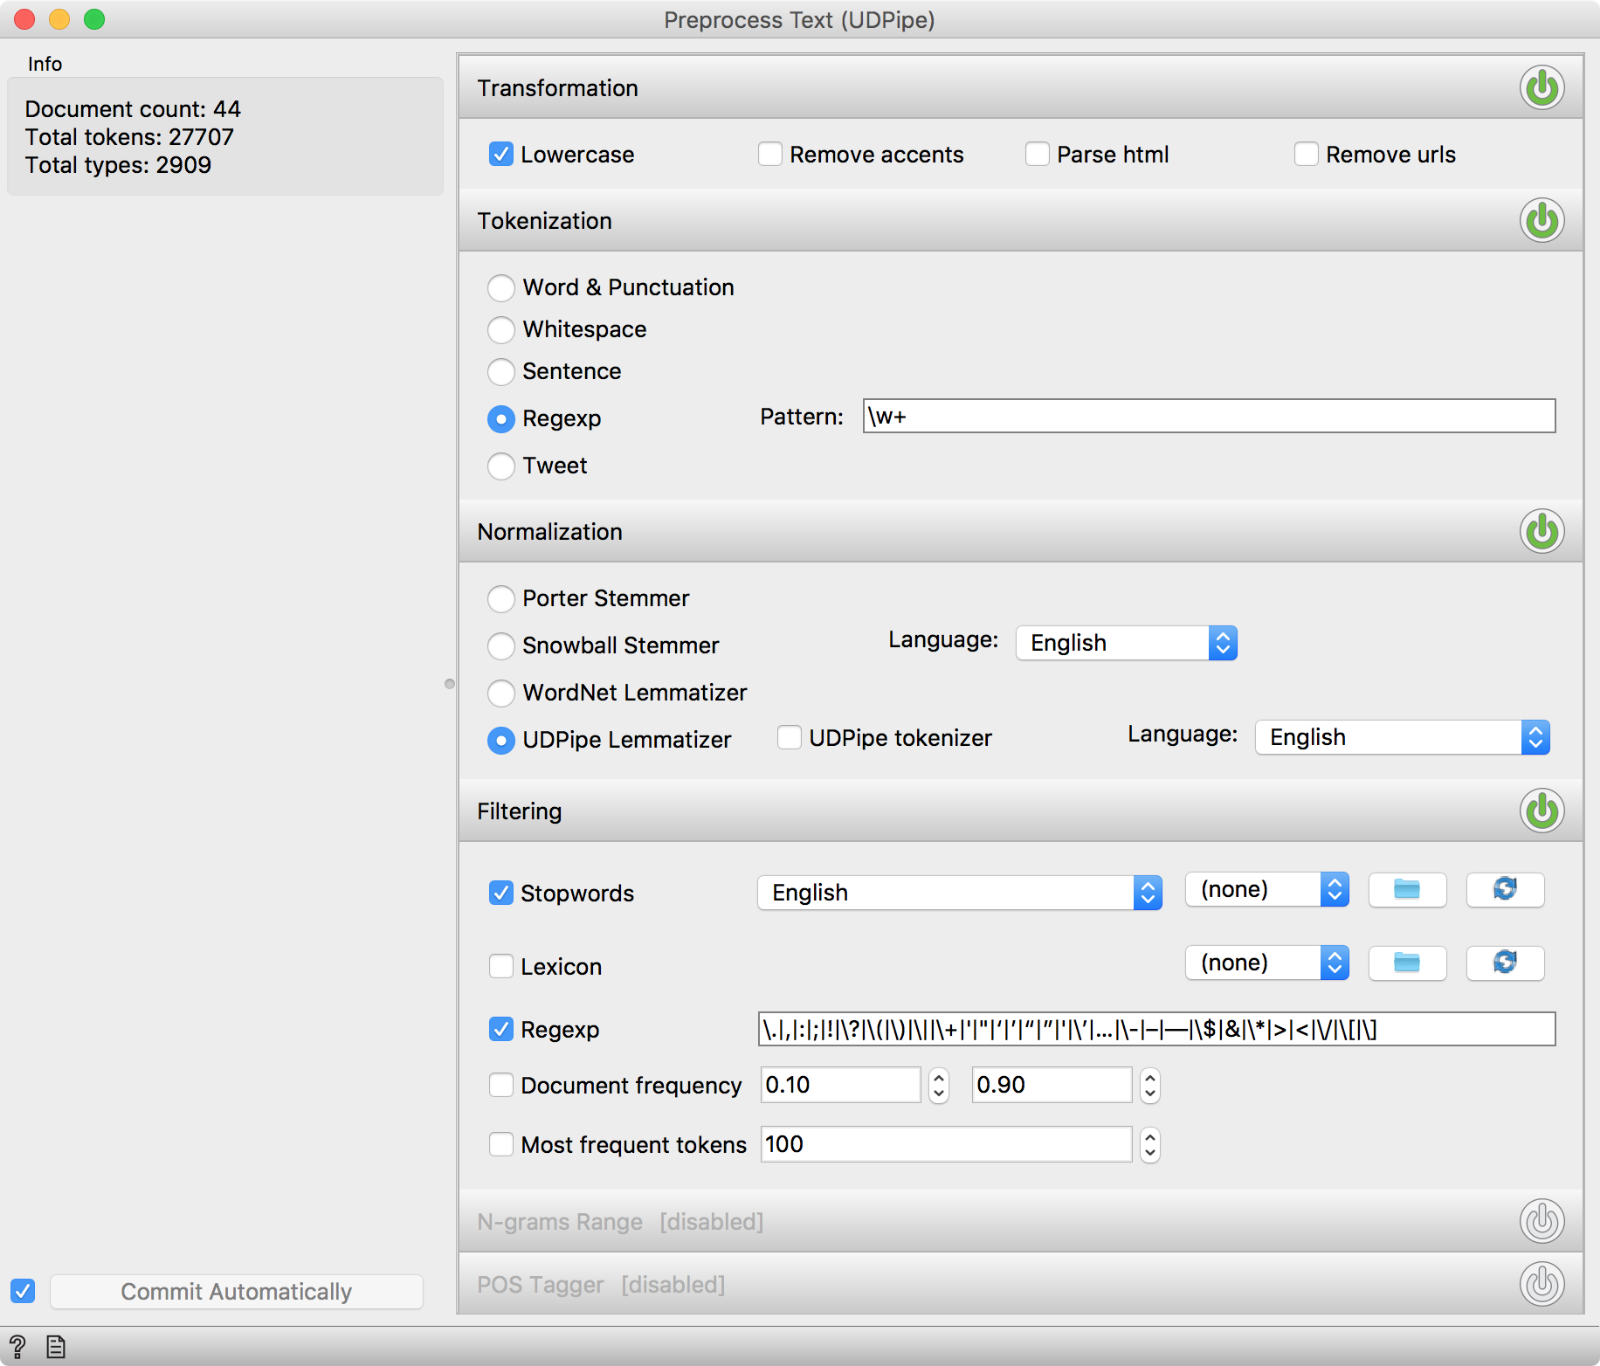 Preprocess Text (UDPipe)
Info
Document count: 44
Total tokens: 27707
Total types: 2909
Transformation
Lowercase Remove accents Parse html Remove urls
Tokenization
Word & Punctuation
Whitespace
Sentence
Regexp Pattern: \w+
Tweet
Normalization
Porter Stemmer
Snowball Stemmer Language: English
WordNet Lemmatizer
UDPipe Lemmatizer UDPipe tokenizer Language: English
Filtering
Stopwords English (none)
Lexicon (none)
Regexp \.|,|:|;|!|\?|\(|\)|\||\+|'|"|‘|’|“|”|'|\’|…|\-|–|—|\$|&|\*|>|<|\/|\[|\]
Document frequency 0.10 0.90
Most frequent tokens 100
N-grams Range [disabled]
POS Tagger [disabled]
Commit Automatically
?